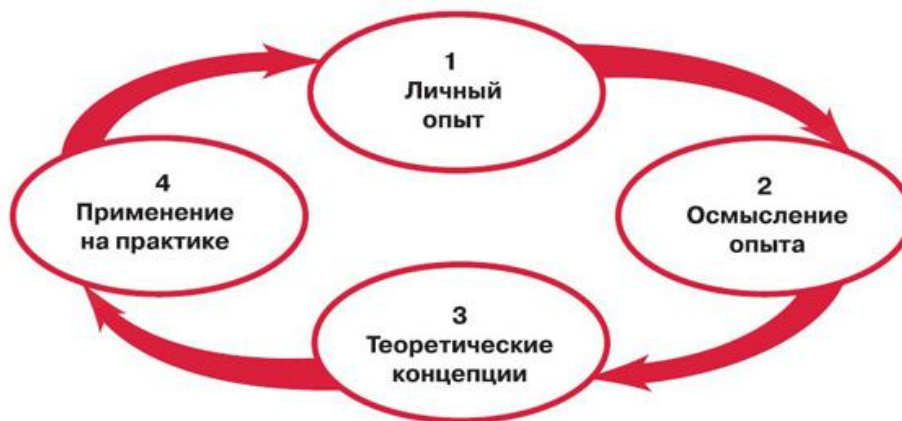 1
Личный
опыт
2
Осмысление
опыта
3
Теоретические
концепции
4
Применение
на практике